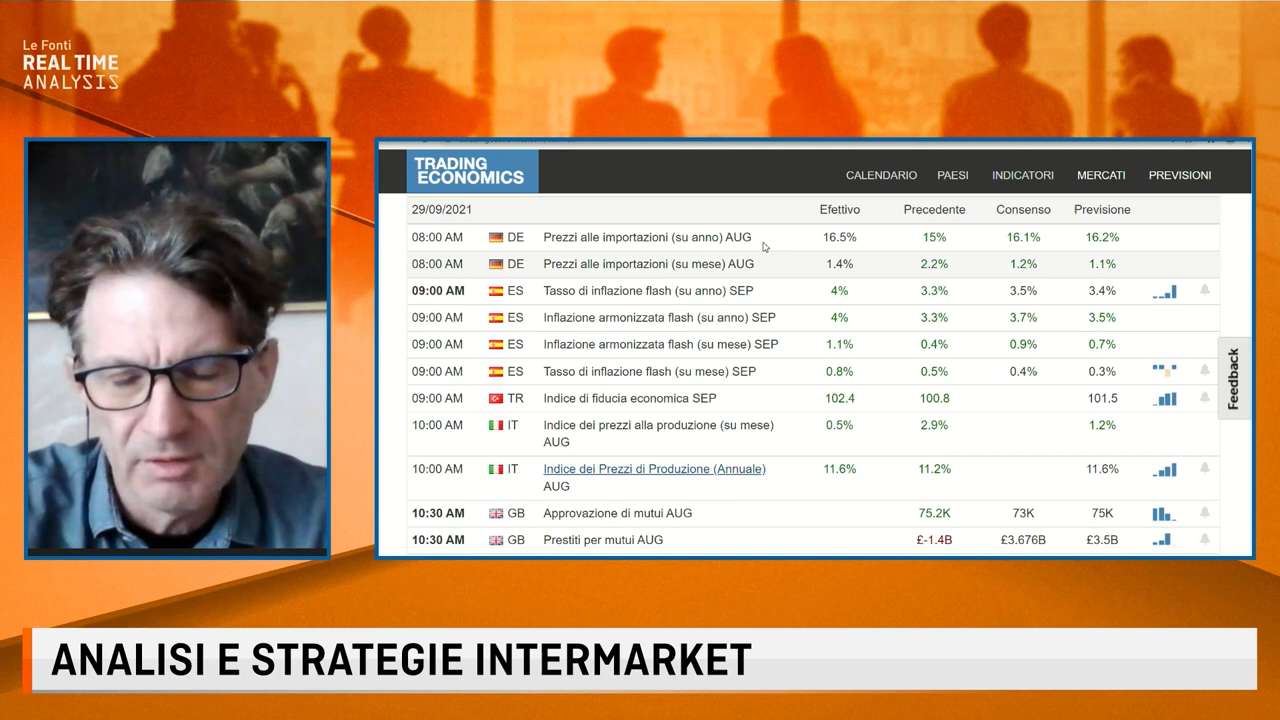 Le Fonti
REAL TIME
ANALYSIS
TRADING
ECONOMICS
CALENDARIO PAESI INDICATORI MERCATI PREVISIONI
29/09/2021 Efettivo Precedente Consenso Previsione
08:00 AM DE Prezzi alle importazioni (su anno) AUG 16.5% 15% 16.1% 16.2%
08:00 AM DE Prezzi alle importazioni (su mese) AUG 1.4% 2.2% 1.2% 1.1%
09:00 AM ES Tasso di inflazione flash (su anno) SEP 4% 3.3% 3.5% 3.4%
09:00 AM ES Inflazione armonizzata flash (su anno) SEP 4% 3.3% 3.7% 3.5%
09:00 AM ES Inflazione armonizzata flash (su mese) SEP 1.1% 0.4% 0.9% 0.7%
09:00 AM ES Tasso di inflazione flash (su mese) SEP 0.8% 0.5% 0.4% 0.3%
09:00 AM TR Indice di fiducia economica SEP 102.4 100.8 101.5
10:00 AM IT Indice dei prezzi alla produzione (su mese) 0.5% 2.9% 1.2%
AUG
10:00 AM IT Indice dei Prezzi di Produzione (Annuale) 11.6% 11.2% 11.6%
AUG
10:30 AM GB Approvazione di mutui AUG 75.2K 73K 75K
10:30 AM GB Prestiti per mutui AUG £-1.4B £3.676B £3.5B
Feedback
ANALISI E STRATEGIE INTERMARKET